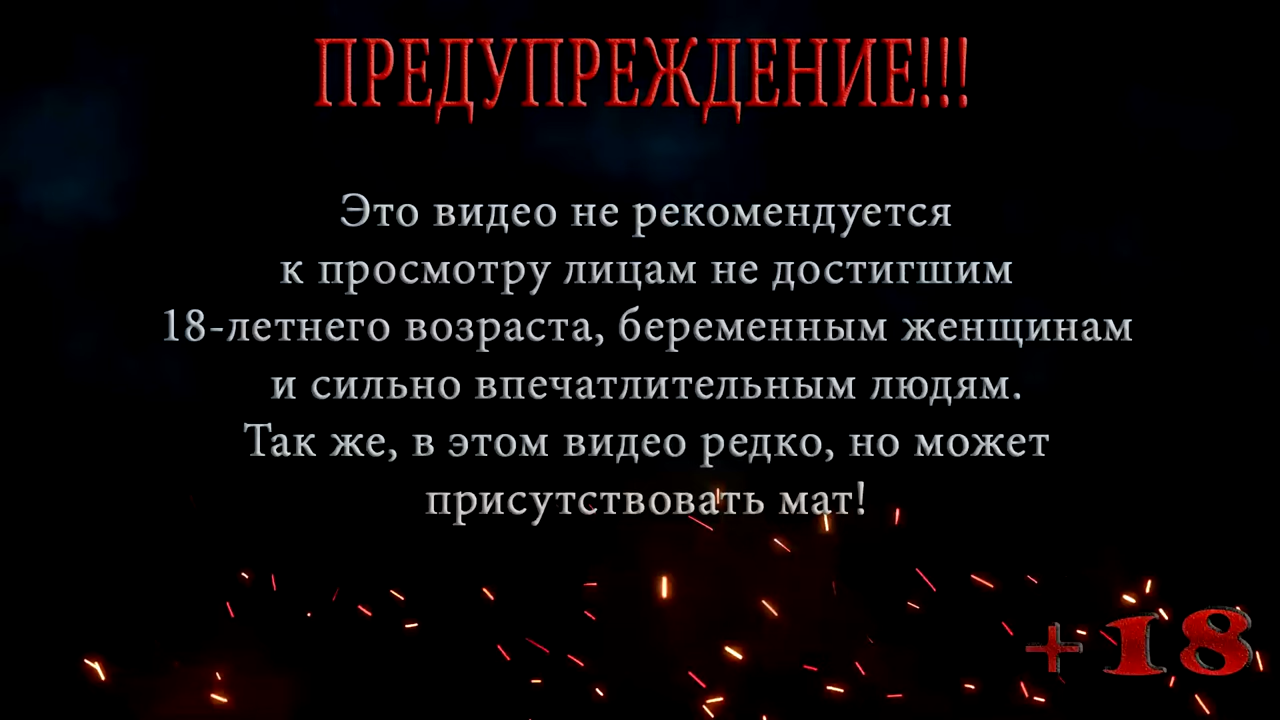 ПРЕДУПРЕЖДЕНИЕ!!!
Это видео не рекомендуется
к просмотру лицам не достигшим
18-летнего возраста, беременным женщинам
и сильно впечатлительным людям.
Так же, в этом видео редко, но может
присутствовать мат!
+18